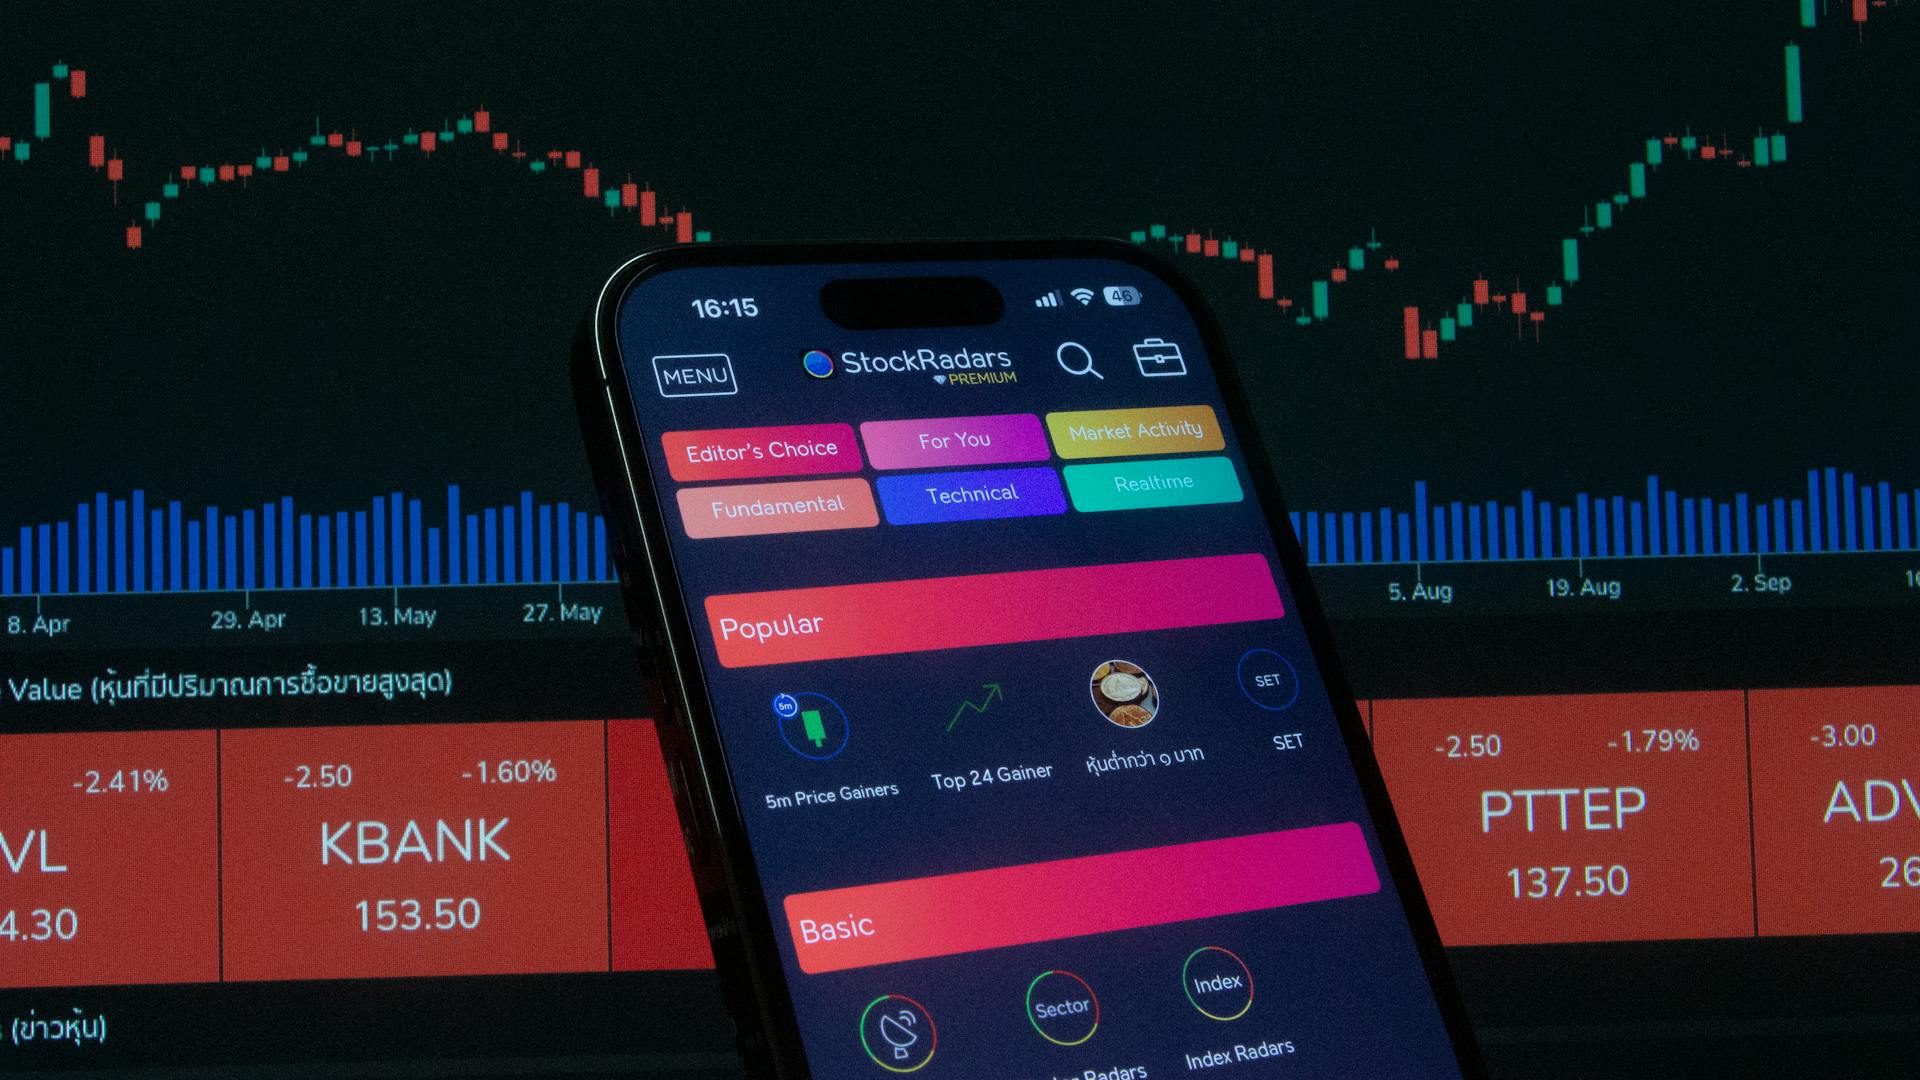 16:15
46
MENU
StockRadars
PREMIUM
Editor's Choice
For You
Market Activity
Fundamental
Technical
Realtime
Popular
5m
SET
5m Price Gainers
Top 24 Gainer
หุ้นต่ำกว่า ๑ บาท
SET
Basic
Sector
Index
Radars
Index Radars
8. Apr
29. Apr
13. May
27. May
5. Aug
19. Aug
2. Sep
Value (หุ้นที่มีปริมาณการซื้อขายสูงสุด)
-2.41%
VL
4.30
-2.50
-1.60%
KBANK
153.50
-2.50
-1.79%
PTTEP
137.50
-3.00
ADV
26
(ข่าวหุ้น)